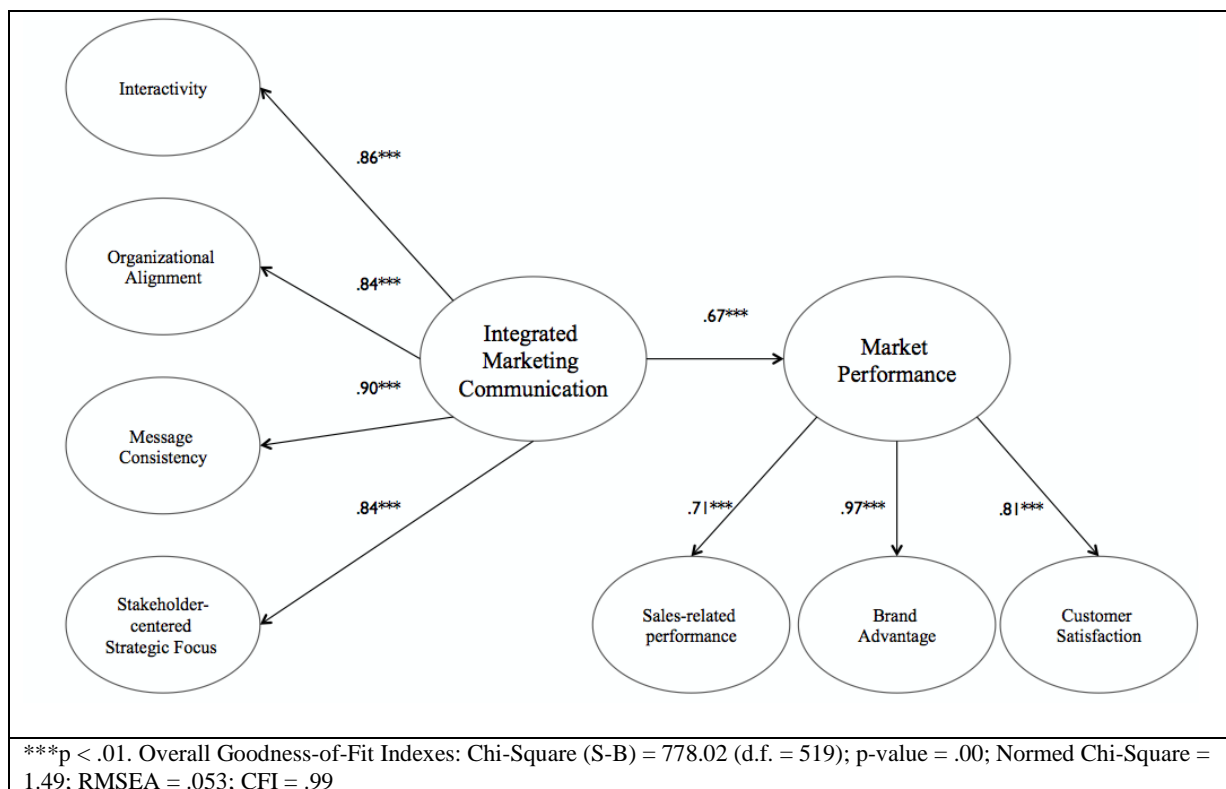 Interactivity
.86***
Organizational
Alignment
.84***
Integrated
Marketing
Communication
.67***
Market
Performance
.90***
Message
Consistency
.84***
Stakeholder-
centered
Strategic Focus
.71***
.97***
.81***
Sales-related
performance
Brand
Advantage
Customer
Satisfaction
***p < .01. Overall Goodness-of-Fit Indexes: Chi-Square (S-B) = 778.02 (d.f. = 519); p-value = .00; Normed Chi-Square =
1.49; RMSEA = .053; CFI = .99